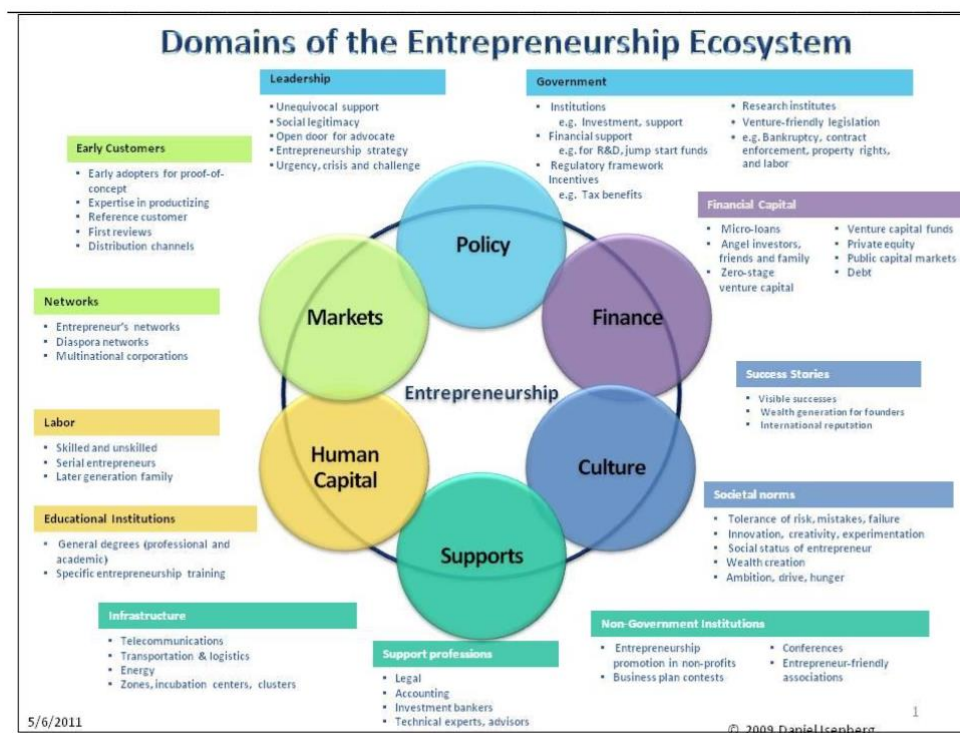 Domains of the Entrepreneurship Ecosystem
Leadership
▪ Unequivocal support
▪ Social legitimacy
▪ Open door for advocate
▪ Entrepreneurship strategy
▪ Urgency, crisis and challenge
Government
▪ Institutions
e.g. Investment, support
▪ Financial support
e.g. for R&D, jump start funds
▪ Regulatory framework
Incentives
e.g. Tax benefits
▪ Research institutes
▪ Venture-friendly legislation
▪ e.g. Bankruptcy, contract
enforcement, property rights,
and labor
Early Customers
▪ Early adopters for proof-of-
concept
▪ Expertise in productizing
▪ Reference customer
▪ First reviews
▪ Distribution channels
Financial Capital
▪ Micro-loans
▪ Angel investors,
friends and family
▪ Zero-stage
venture capital
▪ Venture capital funds
▪ Private equity
▪ Public capital markets
▪ Debt
Networks
▪ Entrepreneur's networks
▪ Diaspora networks
▪ Multinational corporations
Policy
Markets
Finance
Entrepreneurship
Human
Capital
Culture
Supports
Success Stories
▪ Visible successes
▪ Wealth generation for founders
▪ International reputation
Labor
▪ Skilled and unskilled
▪ Serial entrepreneurs
▪ Later generation family
Societal norms
▪ Tolerance of risk, mistakes, failure
▪ Innovation, creativity, experimentation
▪ Social status of entrepreneur
▪ Wealth creation
▪ Ambition, drive, hunger
Educational Institutions
▪ General degrees (professional and
academic)
▪ Specific entrepreneurship training
Infrastructure
▪ Telecommunications
▪ Transportation & logistics
▪ Energy
▪ Zones, incubation centers, clusters
Support professions
▪ Legal
▪ Accounting
▪ Investment bankers
▪ Technical experts, advisors
Non-Government Institutions
▪ Entrepreneurship
promotion in non-profits
▪ Business plan contests
▪ Conferences
▪ Entrepreneur-friendly
associations
5/6/2011
1
© 2009 Daniel Isenberg